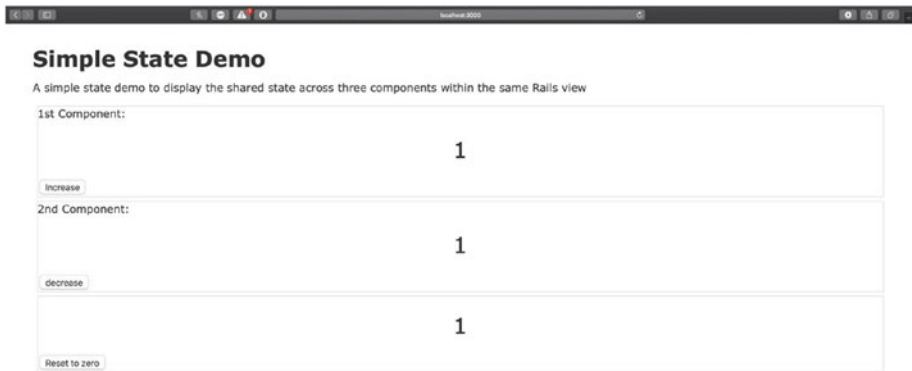 localhost:3000
Simple State Demo
A simple state demo to display the shared state across three components within the same Rails view
1st Component:
1
Increase
2nd Component:
1
decrease
1
Reset to zero